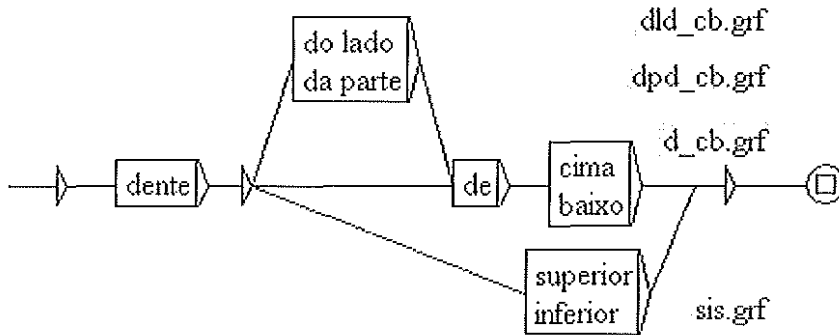 dld_cb.grf
do lado
da parte
dpd_cb.grf
d_cb.grf
dente
de
cima
baixo
superior
inferior
sis.grf